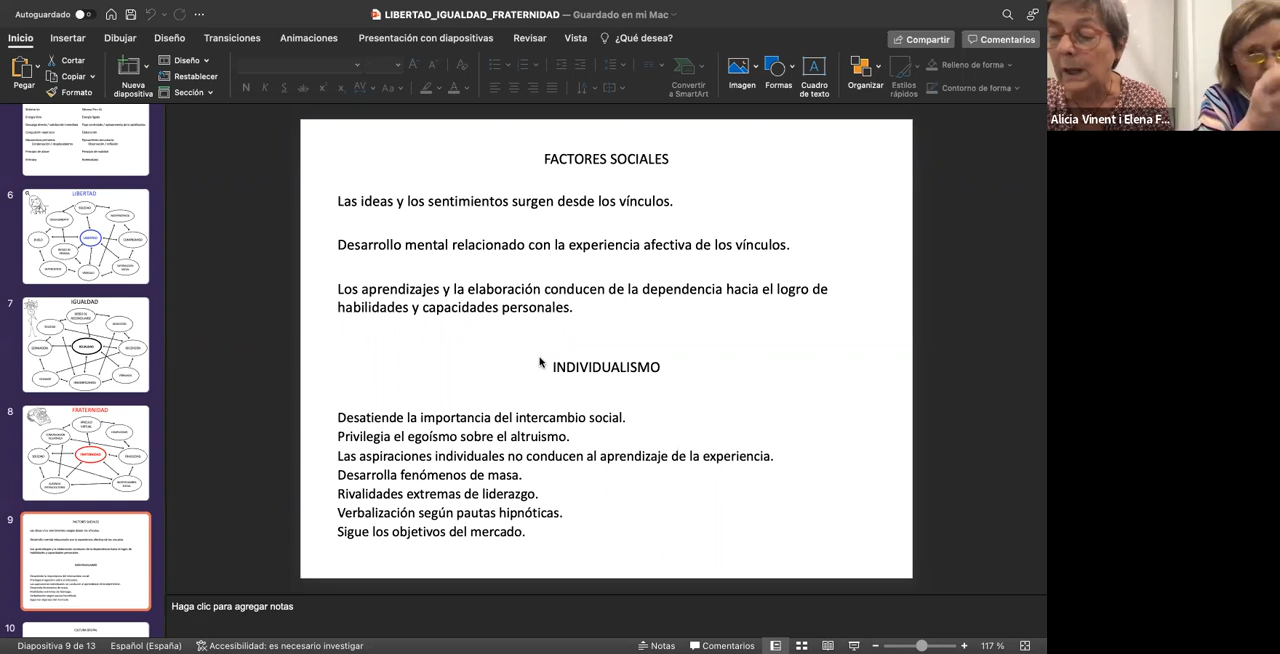 Autoguardado
LIBERTAD_IGUALDAD_FRATERNIDAD — Guardado en mi Mac
Inicio
Insertar
Dibujar
Diseño
Transiciones
Animaciones
Presentación con diapositivas
Revisar
Vista
¿Qué desea?
Compartir
Comentarios
Pegar
Cortar
Copiar
Formato
Nueva
diapositiva
Diseño
Restablecer
Sección
N K S
Convertir
a SmartArt
Imagen
Formas
Cuadro
de texto
Organizar
Estilos
rápidos
Relleno de forma
Contorno de forma
Alícia Vinent i Elena F...
6
LIBERTAD
7
IGUALDAD
8
FRATERNIDAD
9
10
FACTORES SOCIALES
Las ideas y los sentimientos surgen desde los vínculos.
Desarrollo mental relacionado con la experiencia afectiva de los vínculos.
Los aprendizajes y la elaboración conducen de la dependencia hacia el logro de
habilidades y capacidades personales.
INDIVIDUALISMO
Desatiende la importancia del intercambio social.
Privilegia el egoísmo sobre el altruismo.
Las aspiraciones individuales no conducen al aprendizaje de la experiencia.
Desarrolla fenómenos de masa.
Rivalidades extremas de liderazgo.
Verbalización según pautas hipnóticas.
Sigue los objetivos del mercado.
Haga clic para agregar notas
Diapositiva 9 de 13
Español (España)
Accesibilidad: es necesario investigar
Notas
Comentarios
117 %